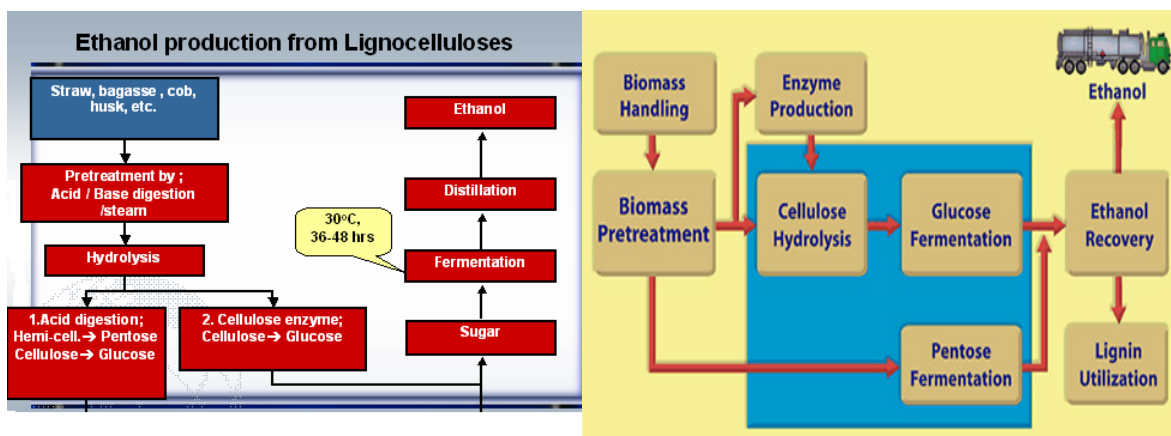 Ethanol production from Lignocelluloses
Straw, bagasse , cob,
husk, etc.
Pretreatment by ;
Acid / Base digestion
/steam
Hydrolysis
1.Acid digestion;
Hemi-cell.→ Pentose
Cellulose→ Glucose
2. Cellulose enzyme;
Cellulose→ Glucose
Ethanol
Distillation
30°C,
36-48 hrs
Fermentation
Sugar
Biomass
Handling
Enzyme
Production
Ethanol
Biomass
Pretreatment
Cellulose
Hydrolysis
Glucose
Fermentation
Ethanol
Recovery
Pentose
Fermentation
Lignin
Utilization